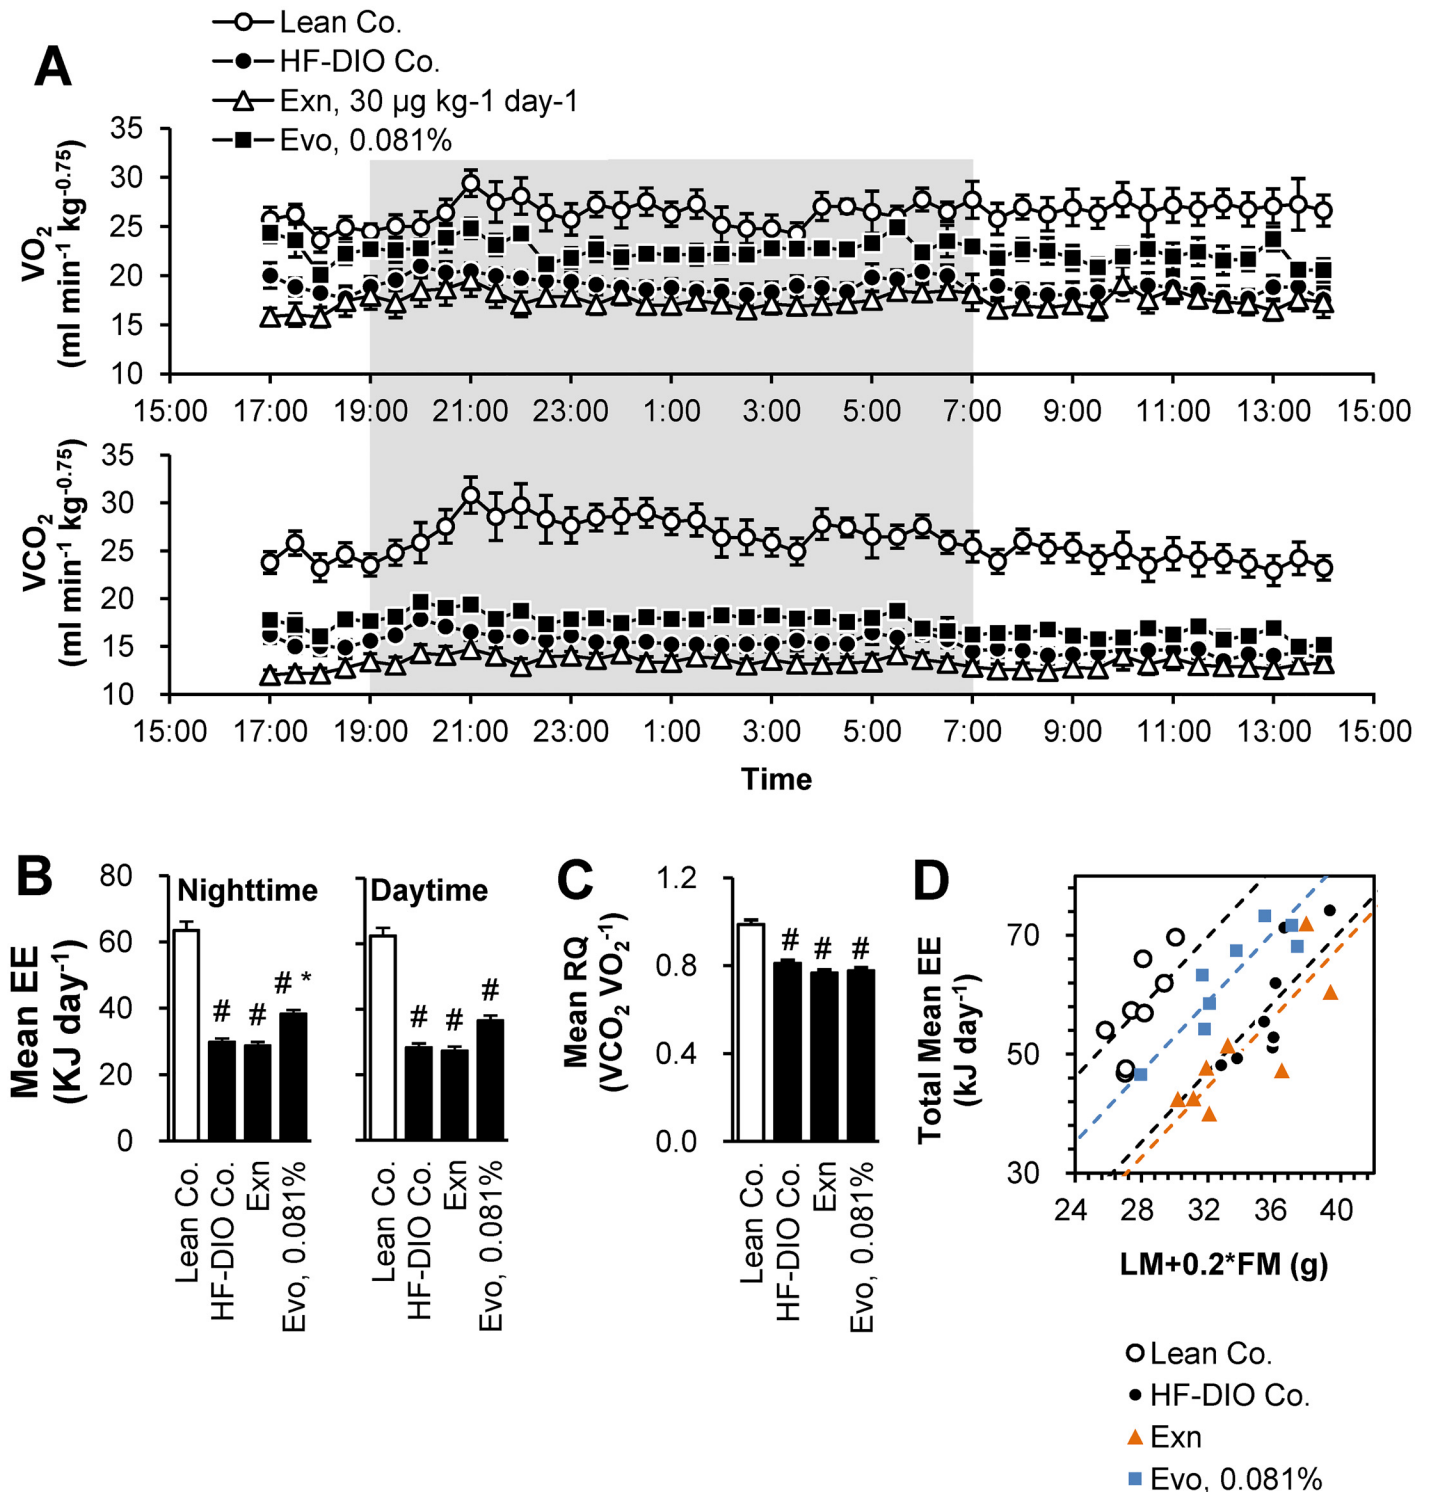 Lean Co.
HF-DIO Co.
Exn, 30 µg kg-1 day-1
Evo, 0.081%
A
VO2
(ml min-1 kg-0.75)
35
30
25
20
15
10
15:00 17:00 19:00 21:00 23:00 1:00 3:00 5:00 7:00 9:00 11:00 13:00 15:00
VCO2
(ml min-1 kg-0.75)
35
30
25
20
15
10
15:00 17:00 19:00 21:00 23:00 1:00 3:00 5:00 7:00 9:00 11:00 13:00 15:00
Time
B
Mean EE
(KJ day-1)
80
60
40
20
0
Nighttime
# # # *
Lean Co.
HF-DIO Co.
Exn
Evo, 0.081%
Daytime
# # #
Lean Co.
HF-DIO Co.
Exn
Evo, 0.081%
C
Mean RQ
(VCO2 VO2-1)
1.2
0.8
0.4
0.0
# # #
Lean Co.
HF-DIO Co.
Exn
Evo, 0.081%
D
Total Mean EE
(kJ day-1)
70
50
30
24 28 32 36 40
LM+0.2*FM (g)
Lean Co.
HF-DIO Co.
Exn
Evo, 0.081%